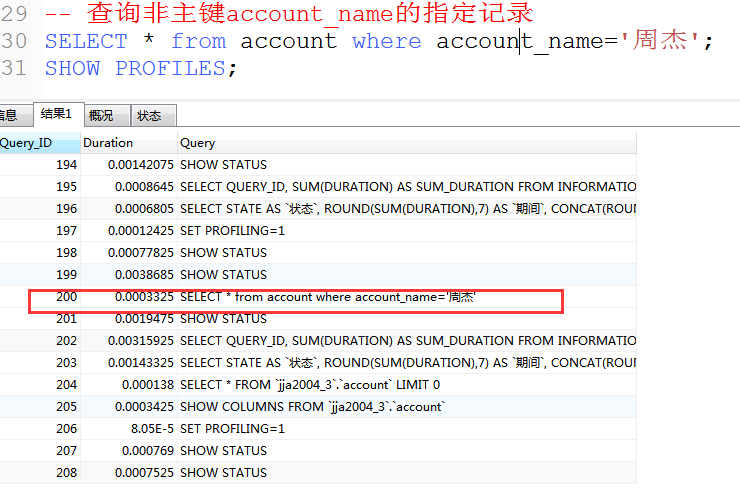 29 -- 查询非主键account_name的指定记录
30 SELECT * from account where account_name='周杰';
31 SHOW PROFILES;
信息 结果1 概况 状态
Query_ID Duration Query
194 0.00142075 SHOW STATUS
195 0.0008645 SELECT QUERY_ID, SUM(DURATION) AS SUM_DURATION FROM INFORMATIO
196 0.0006805 SELECT STATE AS `状态`, ROUND(SUM(DURATION),7) AS `期间`, CONCAT(ROUN
197 0.00012425 SET PROFILING=1
198 0.00077825 SHOW STATUS
199 0.0038685 SHOW STATUS
200 0.0003325 SELECT * from account where account_name='周杰'
201 0.0019475 SHOW STATUS
202 0.00315925 SELECT QUERY_ID, SUM(DURATION) AS SUM_DURATION FROM INFORMATIO
203 0.00143325 SELECT STATE AS `状态`, ROUND(SUM(DURATION),7) AS `期间`, CONCAT(ROUN
204 0.000138 SELECT * FROM `jja2004_3`.`account` LIMIT 0
205 0.0003425 SHOW COLUMNS FROM `jja2004_3`.`account`
206 8.05E-5 SET PROFILING=1
207 0.000769 SHOW STATUS
208 0.0007525 SHOW STATUS